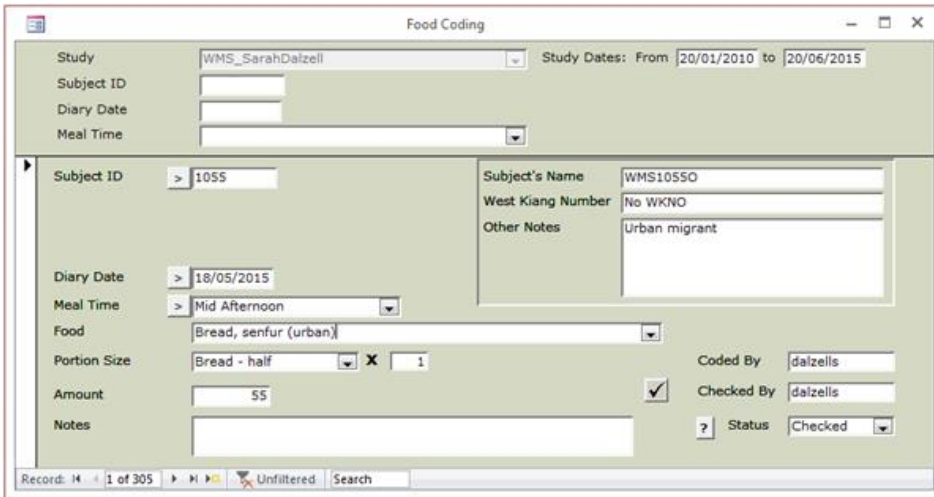 Food Coding
Study WMS_SarahDalzell Study Dates: From 20/01/2010 to 20/06/2015
Subject ID
Diary Date
Meal Time
Subject ID > 1055 Subject's Name WMS1055O
West Kiang Number No WKNO
Other Notes Urban migrant
Diary Date > 18/05/2015
Meal Time > Mid Afternoon
Food Bread, senfur (urban)
Portion Size Bread - half X 1 Coded By dalzells
Amount 55 Checked By dalzells
Notes ? Status Checked
Record: 1 of 305 Unfiltered Search